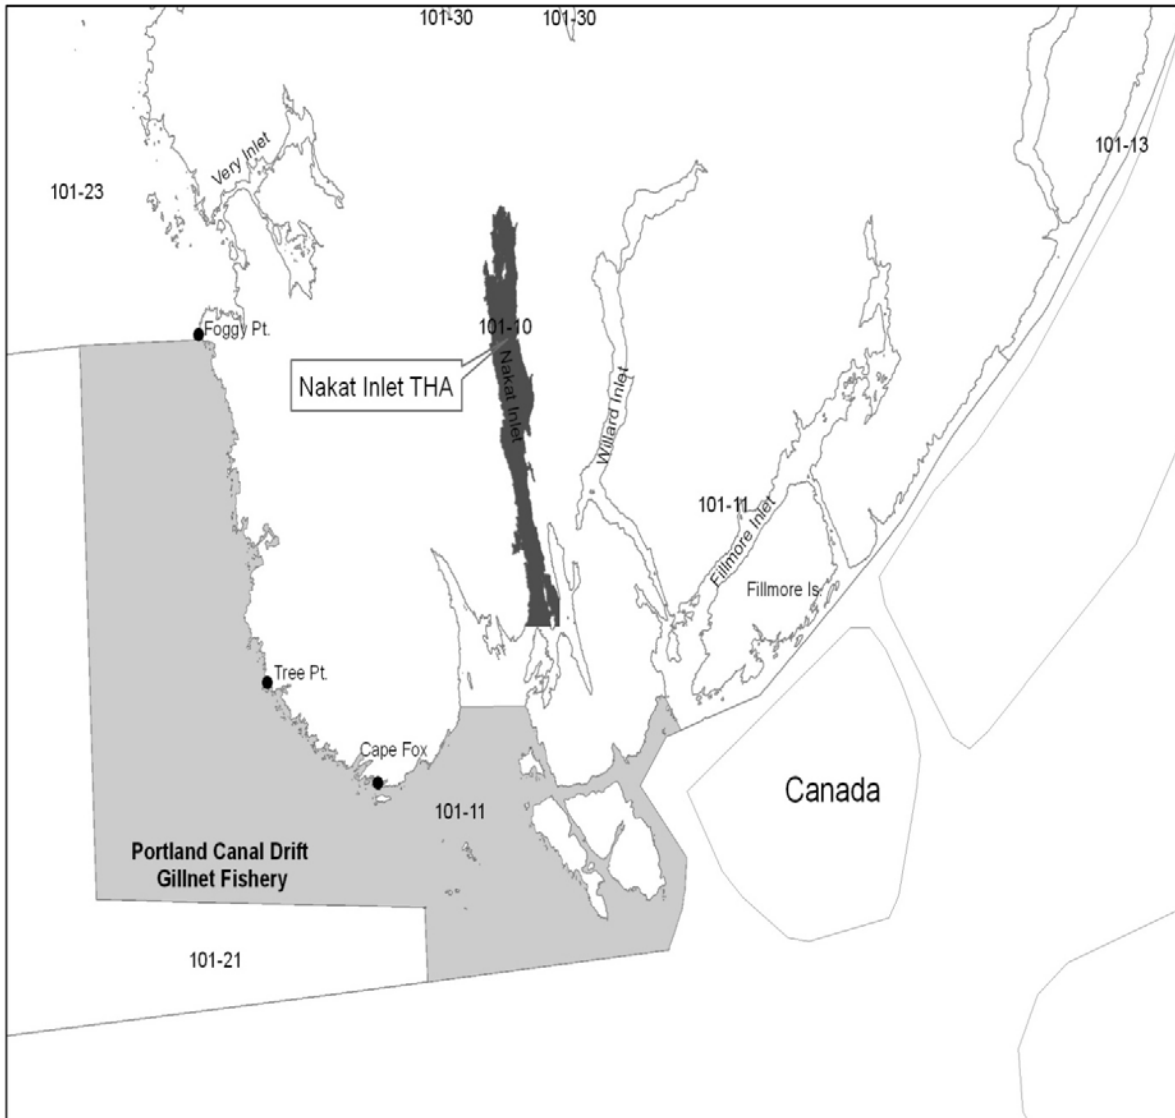 101-30
101-30
101-13
Very Inlet
101-23
101-10
Foggy Pt.
Nakat Inlet THA
Nakat Inlet
Willard Inlet
101-11
Fillmore Inlet
Fillmore Is.
Tree Pt.
Cape Fox
Canada
101-11
Portland Canal Drift
Gillnet Fishery
101-21